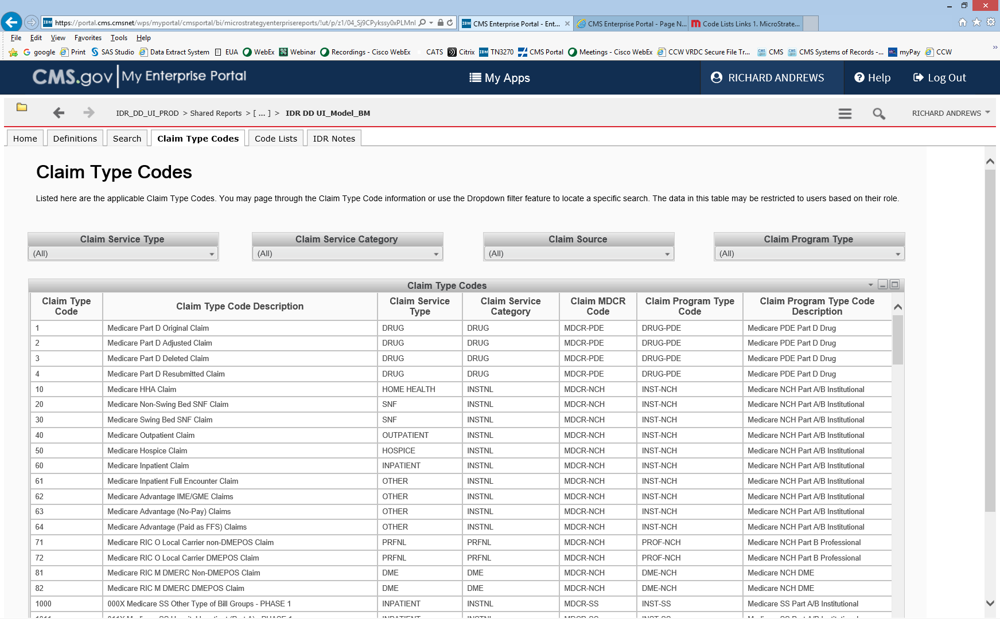 https://portal.cms.cmsnet/wps/myportal/cmsportal/bi/microstrategyenterprisereports/!ut/p/z1/04_Sj9CPykssy0xPLMnI
CMS Enterprise Portal - Ent...
CMS Enterprise Portal - Page N...
Code Lists Links 1. MicroStrate...
File Edit View Favorites Tools Help
google Print SAS Studio Data Extract System EUA WebEx Webinar Recordings - Cisco WebEx CATS Citrix TN3270 CMS Portal Meetings - Cisco WebEx CCW VRDC Secure File Tr... CMS CMS Systems of Records -... myPay CCW
CMS.gov My Enterprise Portal My Apps RICHARD ANDREWS Help Log Out
IDR_DD_UI_PROD > Shared Reports > [ ... ] > IDR DD UI_Model_BM RICHARD ANDREWS
Home Definitions Search Claim Type Codes Code Lists IDR Notes
Claim Type Codes
Listed here are the applicable Claim Type Codes. You may page through the Claim Type Code information or use the Dropdown filter feature to locate a specific search. The data in this table may be restricted to users based on their role.
Claim Service Type Claim Service Category Claim Source Claim Program Type
(All) (All) (All) (All)
Claim Type Codes
Claim Type Code Claim Type Code Description Claim Service Type Claim Service Category Claim MDCR Code Claim Program Type Code Claim Program Type Code Description
1 Medicare Part D Original Claim DRUG DRUG MDCR-PDE DRUG-PDE Medicare PDE Part D Drug
2 Medicare Part D Adjusted Claim DRUG DRUG MDCR-PDE DRUG-PDE Medicare PDE Part D Drug
3 Medicare Part D Deleted Claim DRUG DRUG MDCR-PDE DRUG-PDE Medicare PDE Part D Drug
4 Medicare Part D Resubmitted Claim DRUG DRUG MDCR-PDE DRUG-PDE Medicare PDE Part D Drug
10 Medicare HHA Claim HOME HEALTH INSTNL MDCR-NCH INST-NCH Medicare NCH Part A/B Institutional
20 Medicare Non-Swing Bed SNF Claim SNF INSTNL MDCR-NCH INST-NCH Medicare NCH Part A/B Institutional
30 Medicare Swing Bed SNF Claim SNF INSTNL MDCR-NCH INST-NCH Medicare NCH Part A/B Institutional
40 Medicare Outpatient Claim OUTPATIENT INSTNL MDCR-NCH INST-NCH Medicare NCH Part A/B Institutional
50 Medicare Hospice Claim HOSPICE INSTNL MDCR-NCH INST-NCH Medicare NCH Part A/B Institutional
60 Medicare Inpatient Claim INPATIENT INSTNL MDCR-NCH INST-NCH Medicare NCH Part A/B Institutional
61 Medicare Inpatient Full Encounter Claim OTHER INSTNL MDCR-NCH INST-NCH Medicare NCH Part A/B Institutional
62 Medicare Advantage IME/GME Claims OTHER INSTNL MDCR-NCH INST-NCH Medicare NCH Part A/B Institutional
63 Medicare Advantage (No-Pay) Claims OTHER INSTNL MDCR-NCH INST-NCH Medicare NCH Part A/B Institutional
64 Medicare Advantage (Paid as FFS) Claims OTHER INSTNL MDCR-NCH INST-NCH Medicare NCH Part A/B Institutional
71 Medicare RIC O Local Carrier non-DMEPOS Claim PRFNL PRFNL MDCR-NCH PROF-NCH Medicare NCH Part B Professional
72 Medicare RIC O Local Carrier DMEPOS Claim PRFNL PRFNL MDCR-NCH PROF-NCH Medicare NCH Part B Professional
81 Medicare RIC M DMERC Non-DMEPOS Claim DME DME MDCR-NCH DME-NCH Medicare NCH DME
82 Medicare RIC M DMERC DMEPOS Claim DME DME MDCR-NCH DME-NCH Medicare NCH DME
1000 000X Medicare SS Other Type of Bill Groups - PHASE 1 INPATIENT INSTNL MDCR-SS INST-SS Medicare SS Part A/B Institutional